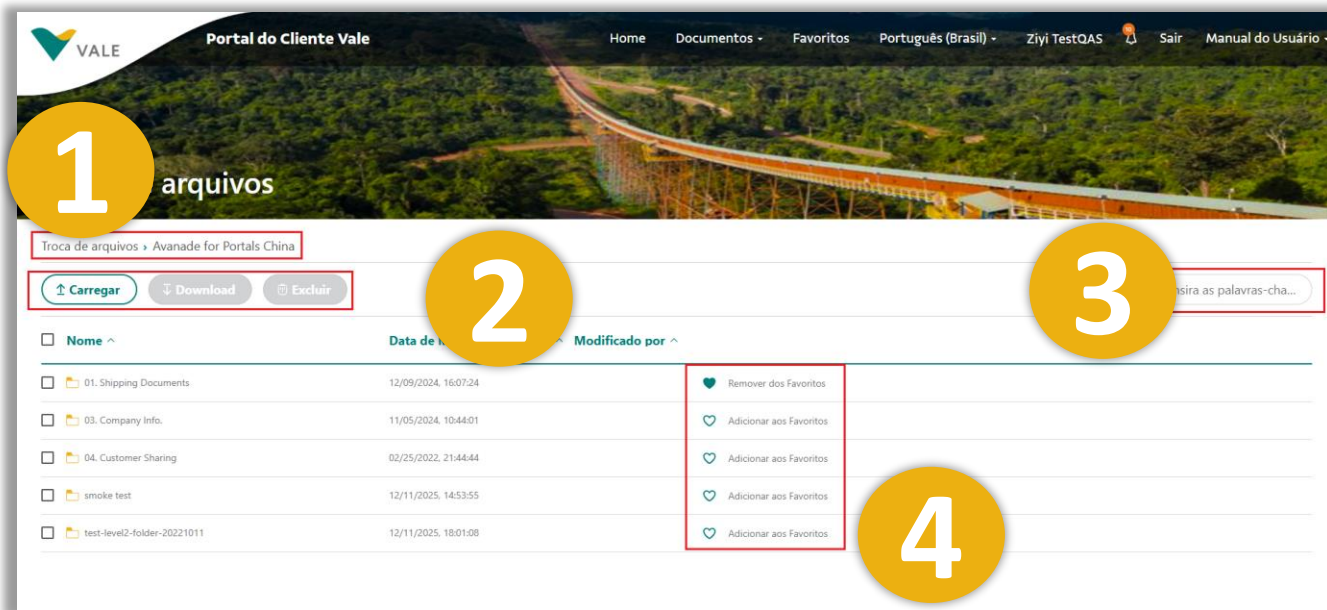 VALE
Portal do Cliente Vale
Home Documentos Favoritos Português (Brasil) Ziyi TestQAS Sair Manual do Usuário
1
arquivos
Troca de arquivos › Avanade for Portals China
2
3
Carregar Download Excluir
as palavras-cha...
Nome Data de Modificado por
01. Shipping Documents 12/09/2024, 16:07:24 Remover dos Favoritos
03. Company Info. 11/05/2024, 10:44:01 Adicionar aos Favoritos
04. Customer Sharing 02/25/2022, 21:44:44 Adicionar aos Favoritos
smoke test 12/11/2025, 14:53:55 Adicionar aos Favoritos
4
test-level2-folder-20221011 12/11/2025, 18:01:08 Adicionar aos Favoritos